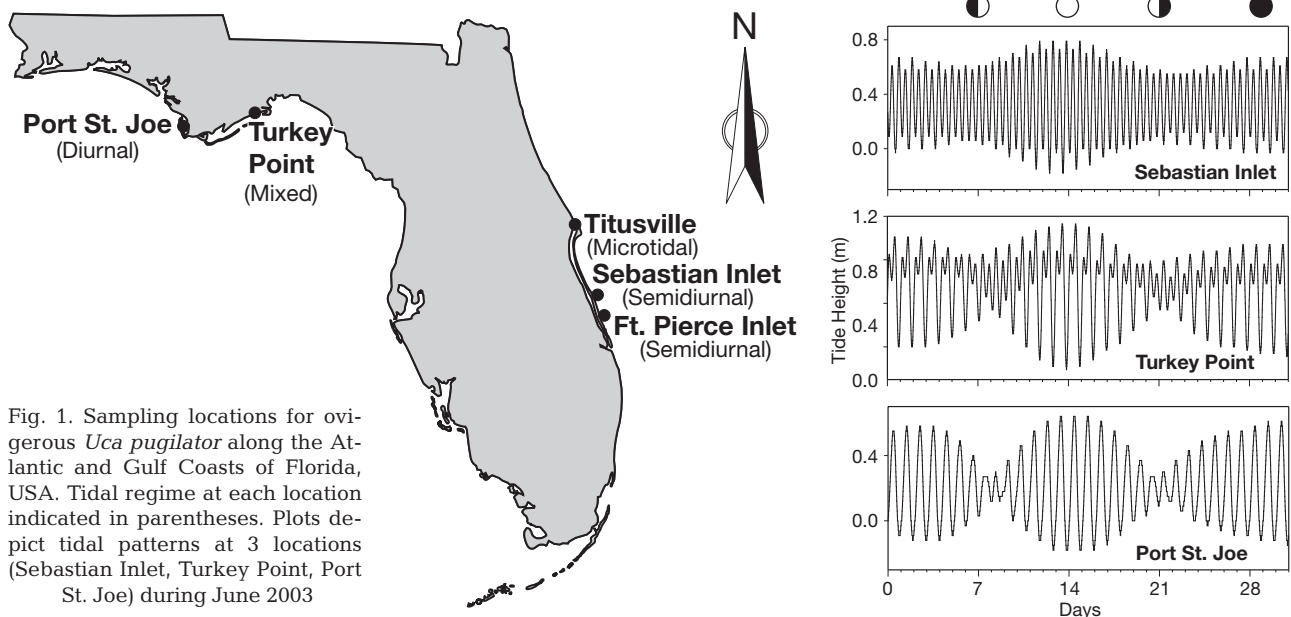 N
Port St. Joe
(Diurnal)
Turkey
Point
(Mixed)
Titusville
(Microtidal)
Sebastian Inlet
(Semidiurnal)
Ft. Pierce Inlet
(Semidiurnal)
Fig. 1. Sampling locations for ovi-
gerous Uca pugilator along the At-
lantic and Gulf Coasts of Florida,
USA. Tidal regime at each location
indicated in parentheses. Plots de-
pict tidal patterns at 3 locations
(Sebastian Inlet, Turkey Point, Port
St. Joe) during June 2003
0.8
0.4
0.0
Sebastian Inlet
Tide Height (m)
1.2
0.8
0.4
0.0
Turkey Point
0.4
0.0
Port St. Joe
0 7 14 21 28
Days